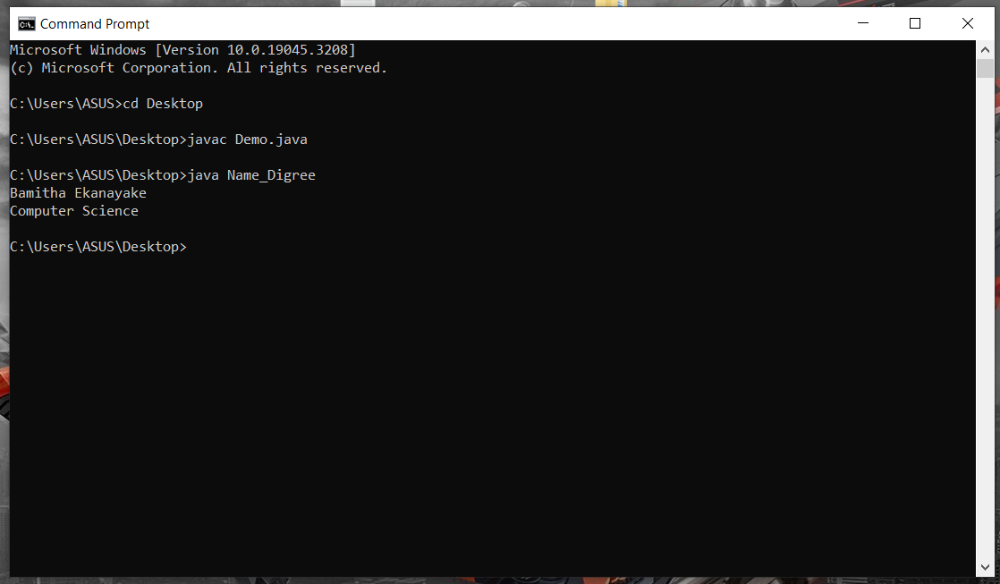 Command Prompt
Microsoft Windows [Version 10.0.19045.3208]
(c) Microsoft Corporation. All rights reserved.
C:\Users\ASUS>cd Desktop
C:\Users\ASUS\Desktop>javac Demo.java
C:\Users\ASUS\Desktop>java Name_Digree
Bamitha Ekanayake
Computer Science
C:\Users\ASUS\Desktop>